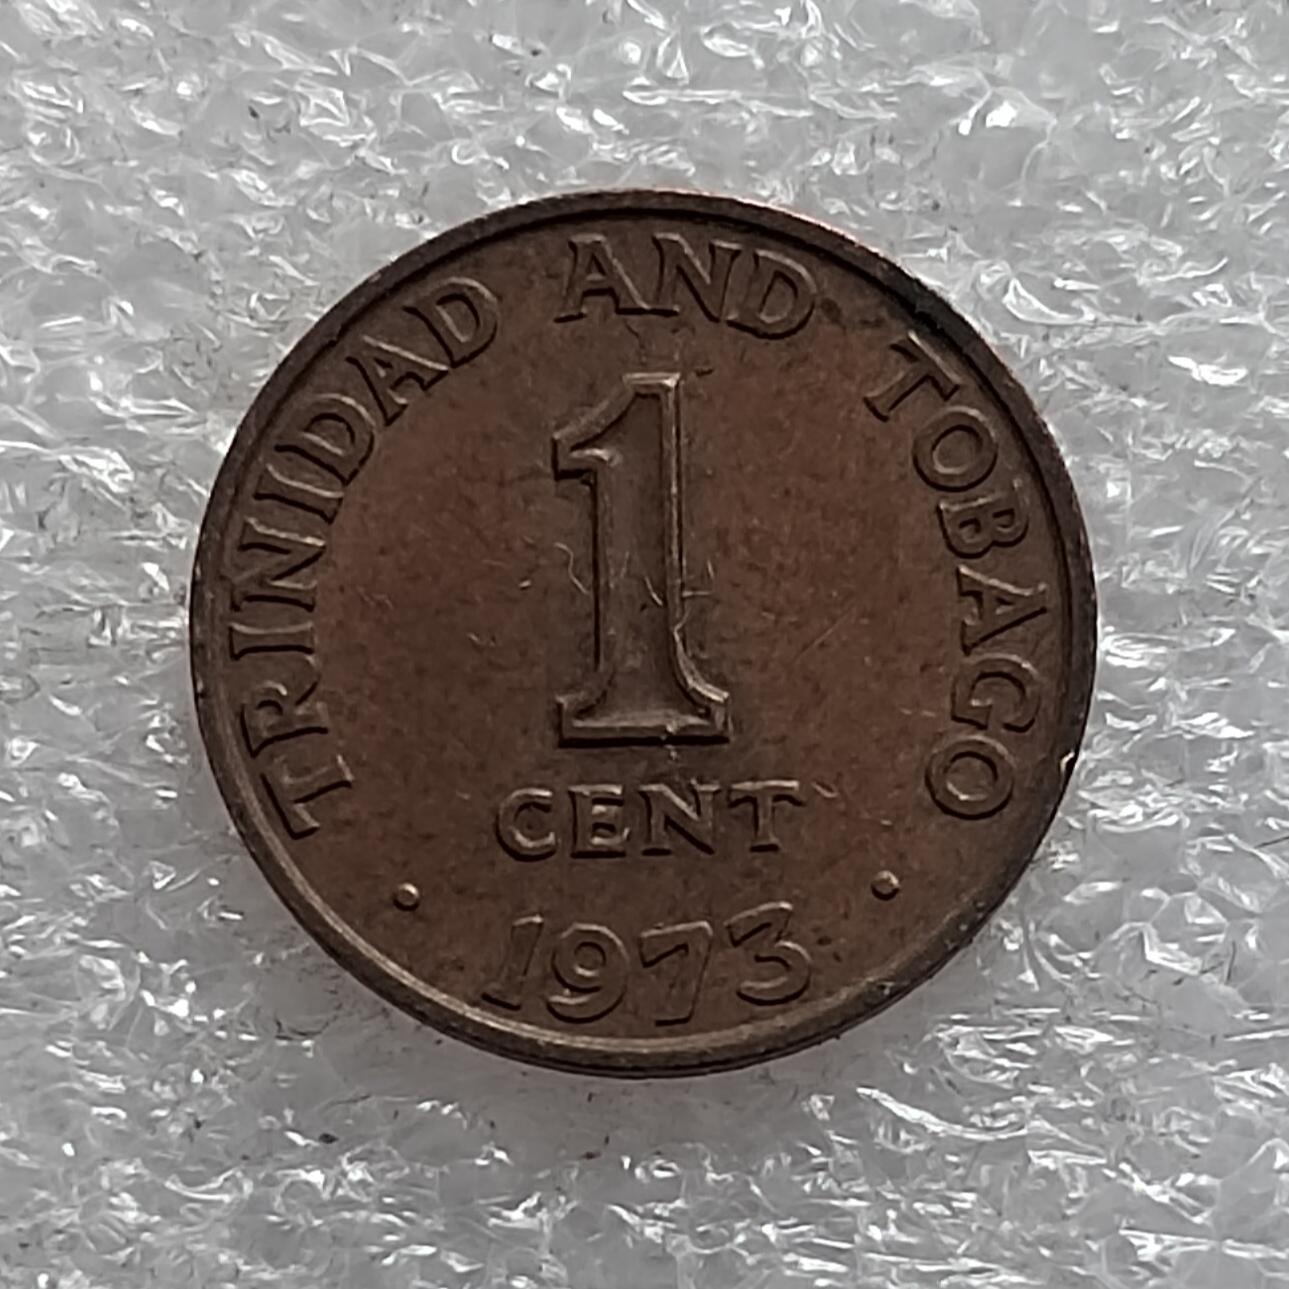 TRINIDAD AND TOBAGO
1
CENT
1973